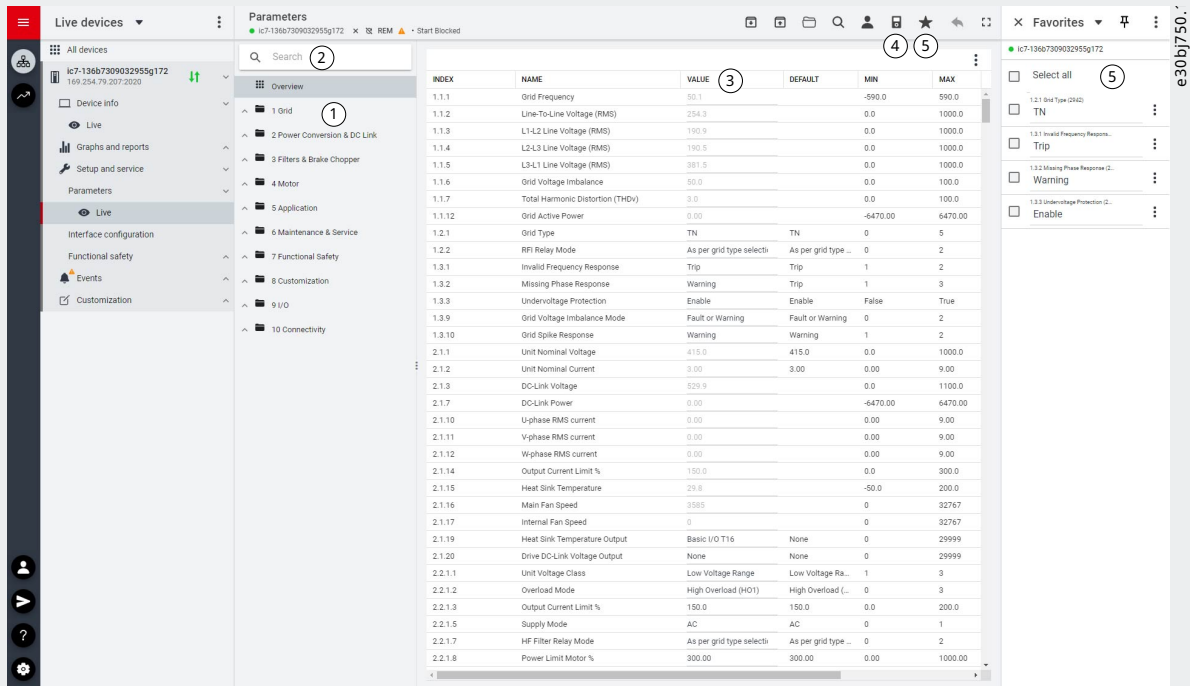 Live devices
All devices
ic7-136b7309032955g172
169.254.79.207:2020
Device info
Live
Graphs and reports
Setup and service
Parameters
Live
Interface configuration
Functional safety
Events
Customization
?
Parameters
ic7-136b7309032955g172 × REM • Start Blocked
4 5
Search 2
Overview
1 Grid 1
2 Power Conversion & DC Link
3 Filters & Brake Chopper
4 Motor
5 Application
6 Maintenance & Service
7 Functional Safety
8 Customization
9 I/O
10 Connectivity
INDEX NAME VALUE 3 DEFAULT MIN MAX
1.1.1 Grid Frequency 50.1 -590.0 590.0
1.1.2 Line-To-Line Voltage (RMS) 254.3 0.0 1000.0
1.1.3 L1-L2 Line Voltage (RMS) 190.9 0.0 1000.0
1.1.4 L2-L3 Line Voltage (RMS) 190.5 0.0 1000.0
1.1.5 L3-L1 Line Voltage (RMS) 381.5 0.0 1000.0
1.1.6 Grid Voltage Imbalance 50.0 0.0 100.0
1.1.7 Total Harmonic Distortion (THDv) 3.0 0.0 100.0
1.1.12 Grid Active Power 0.00 -6470.00 6470.00
1.2.1 Grid Type TN TN 0 5
1.2.2 RFI Relay Mode As per grid type selecti As per grid type ... 0 2
1.3.1 Invalid Frequency Response Trip Trip 1 2
1.3.2 Missing Phase Response Warning Trip 1 3
1.3.3 Undervoltage Protection Enable Enable False True
1.3.9 Grid Voltage Imbalance Mode Fault or Warning Fault or Warning 0 2
1.3.10 Grid Spike Response Warning Warning 1 2
2.1.1 Unit Nominal Voltage 415.0 415.0 0.0 1000.0
2.1.2 Unit Nominal Current 3.00 3.00 0.00 9.00
2.1.3 DC-Link Voltage 529.9 0.0 1100.0
2.1.7 DC-Link Power 0.00 -6470.00 6470.00
2.1.10 U-phase RMS current 0.00 0.00 9.00
2.1.11 V-phase RMS current 0.00 0.00 9.00
2.1.12 W-phase RMS current 0.00 0.00 9.00
2.1.14 Output Current Limit % 150.0 0.0 300.0
2.1.15 Heat Sink Temperature 29.8 -50.0 200.0
2.1.16 Main Fan Speed 3585 0 32767
2.1.17 Internal Fan Speed 0 0 32767
2.1.19 Heat Sink Temperature Output Basic I/O T16 None 0 29999
2.1.20 Drive DC-Link Voltage Output None None 0 29999
2.2.1.1 Unit Voltage Class Low Voltage Range Low Voltage Ra... 1 3
2.2.1.2 Overload Mode High Overload (HO1) High Overload (... 0 3
2.2.1.3 Output Current Limit % 150.0 150.0 0.0 200.0
2.2.1.5 Supply Mode AC AC 0 1
2.2.1.7 HF Filter Relay Mode As per grid type selecti As per grid type ... 0 2
2.2.1.8 Power Limit Motor % 300.00 300.00 0.00 1000.00
× Favorites
ic7-136b7309032955g172
Select all 5
1.2.1 Grid Type (2942)
TN
1.3.1 Invalid Frequency Respons...
Trip
1.3.2 Missing Phase Response (2...
Warning
1.3.3 Undervoltage Protection (2...
Enable
e30bj750.